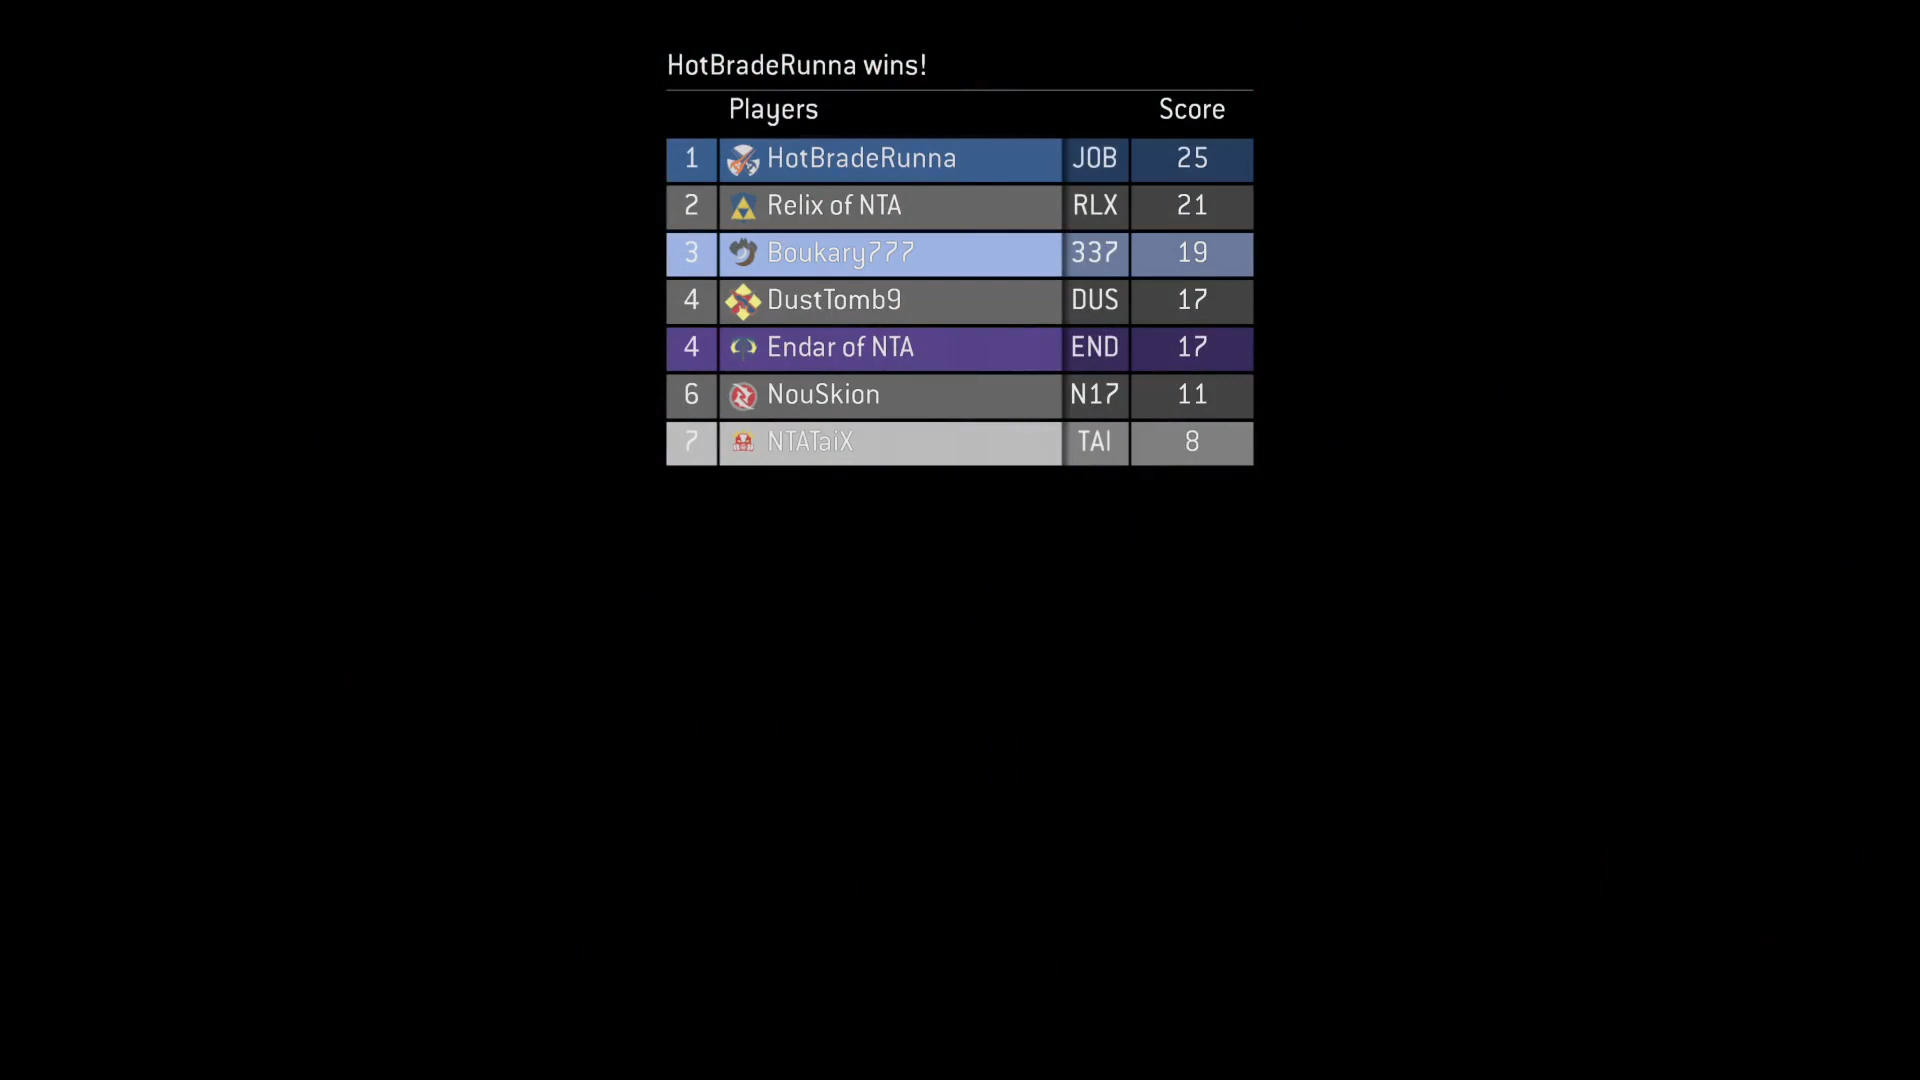 HotBradeRunna wins!
Players Score
1 HotBradeRunna JOB 25
2 Relix of NTA RLX 21
3 Boukary777 337 19
4 DustTomb9 DUS 17
4 Endar of NTA END 17
6 NouSkion N17 11
7 NTATaiX TAI 8